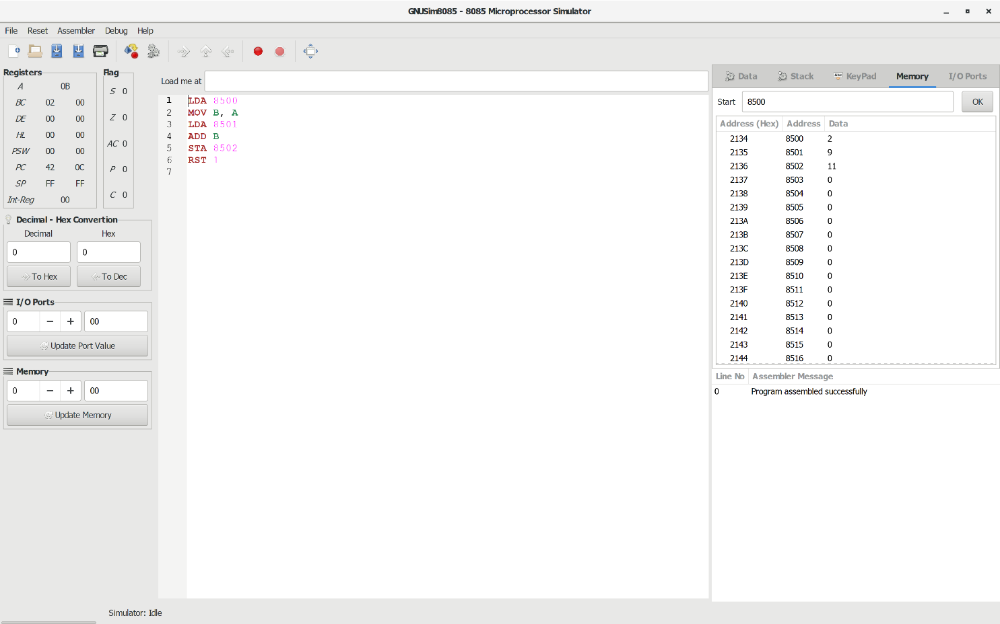 GNUSim8085 - 8085 Microprocessor Simulator
File Reset Assembler Debug Help
Registers
A 0B
BC 02 00
DE 00 00
HL 00 00
PSW 00 00
PC 42 0C
SP FF FF
Int-Reg 00
Flag
S 0
Z 0
AC 0
P 0
C 0
Decimal - Hex Convertion
Decimal Hex
0 0
To Hex To Dec
I/O Ports
0 − + 00
Update Port Value
Memory
0 − + 00
Update Memory
Load me at
1 LDA 8500
2 MOV B, A
3 LDA 8501
4 ADD B
5 STA 8502
6 RST 1
7
Data Stack KeyPad Memory I/O Ports
Start 8500 OK
Address (Hex) Address Data
2134 8500 2
2135 8501 9
2136 8502 11
2137 8503 0
2138 8504 0
2139 8505 0
213A 8506 0
213B 8507 0
213C 8508 0
213D 8509 0
213E 8510 0
213F 8511 0
2140 8512 0
2141 8513 0
2142 8514 0
2143 8515 0
2144 8516 0
Line No Assembler Message
0 Program assembled successfully
Simulator: Idle